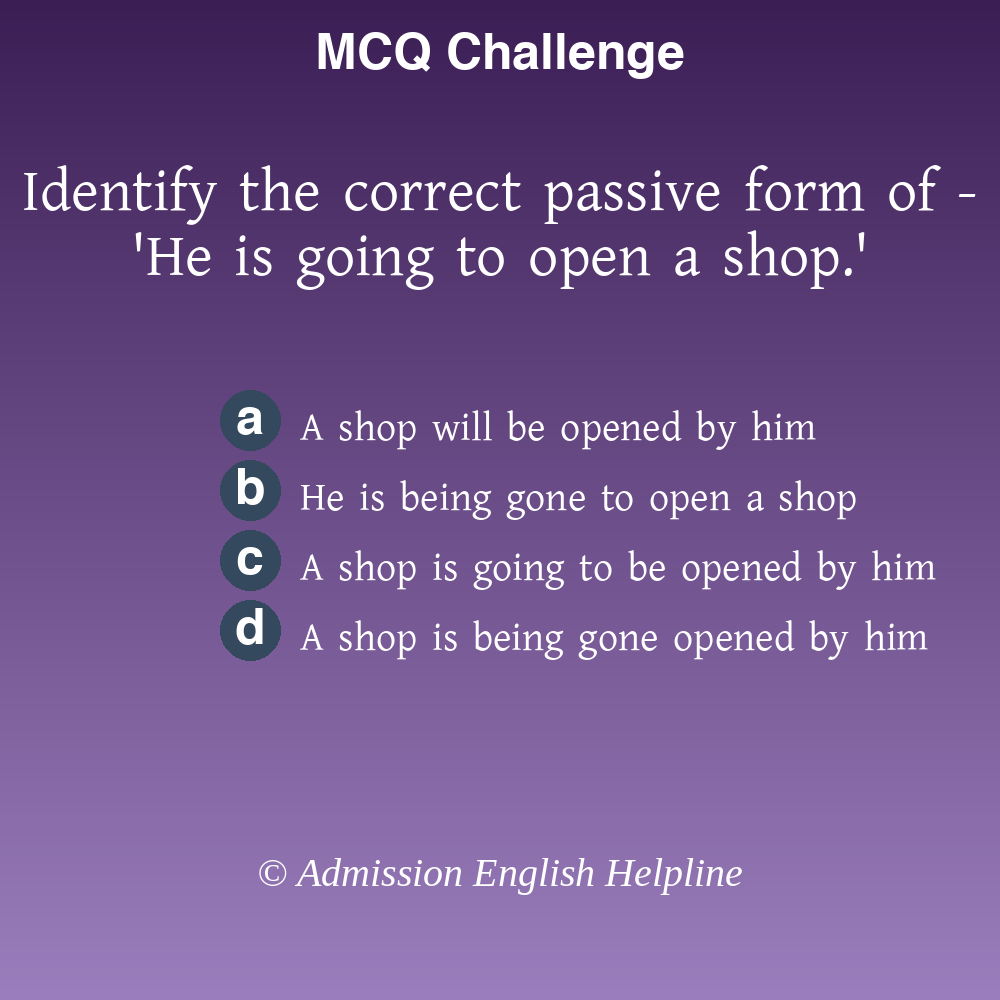 MCQ Challenge
Identify the correct passive form of -
'He is going to open a shop.'
a A shop will be opened by him
b He is being gone to open a shop
c A shop is going to be opened by him
d A shop is being gone opened by him
© Admission English Helpline